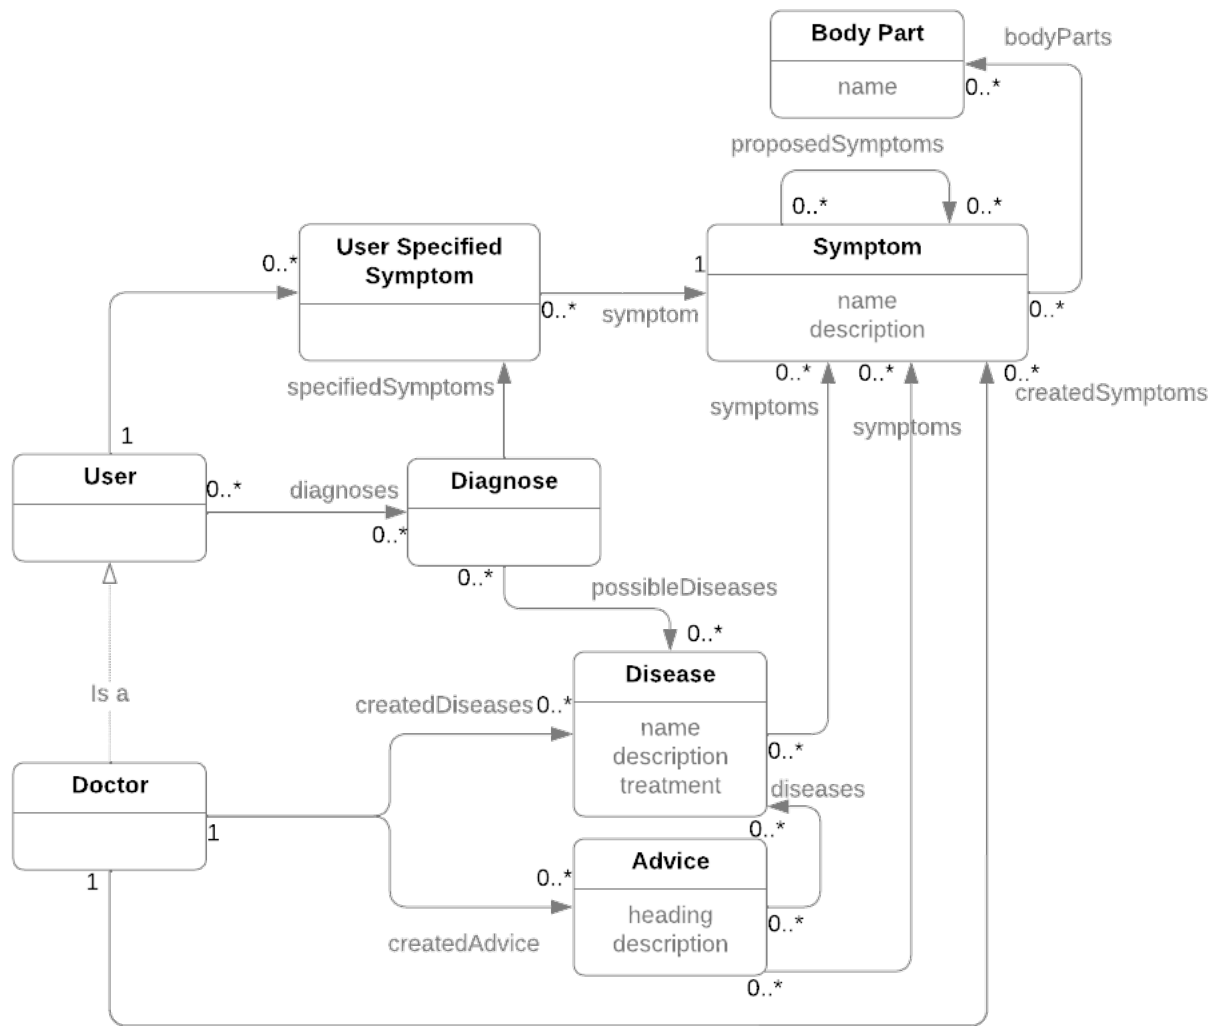 Body Part
bodyParts
name
0..*
proposedSymptoms
0..*
0..*
User Specified
Symptom
Symptom
0..*
1
name
description
0..*
symptom
0..*
specifiedSymptoms
0..*
0..*
0..*
createdSymptoms
symptoms
symptoms
1
User
Diagnose
0..*
diagnoses
0..*
0..*
possibleDiseases
0..*
Disease
Is a
createdDiseases
0..*
name
description
treatment
0..*
Doctor
diseases
1
0..*
Advice
1
0..*
heading
description
0..*
createdAdvice
0..*